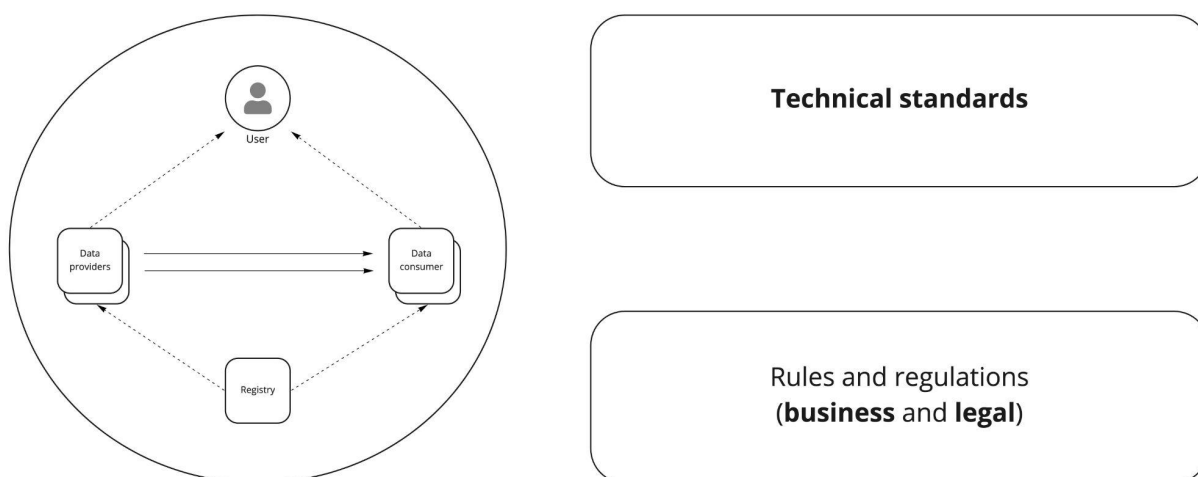 User
Data
providers
Data
consumer
Registry
Technical standards
Rules and regulations
(business and legal)